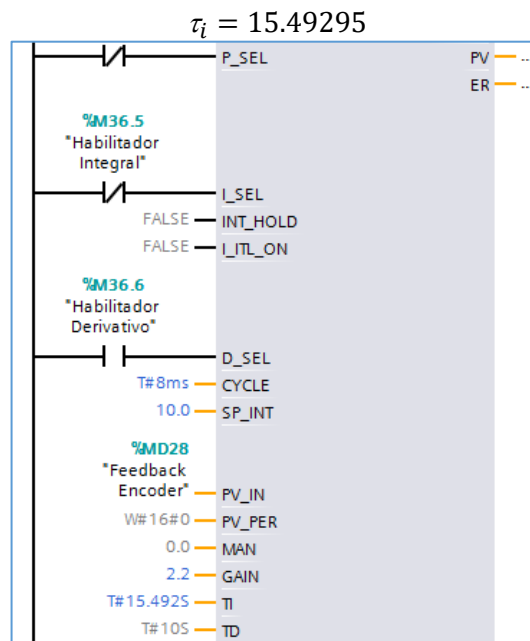 τᵢ = 15.49295
P_SEL PV ...
ER ...
%M36.5
"Habilitador
Integral"
I_SEL
FALSE INT_HOLD
FALSE I_ITL_ON
%M36.6
"Habilitador
Derivativo"
D_SEL
T#8ms CYCLE
10.0 SP_INT
%MD28
"Feedback
Encoder" PV_IN
W#16#0 PV_PER
0.0 MAN
2.2 GAIN
T#15.492S TI
T#10S TD